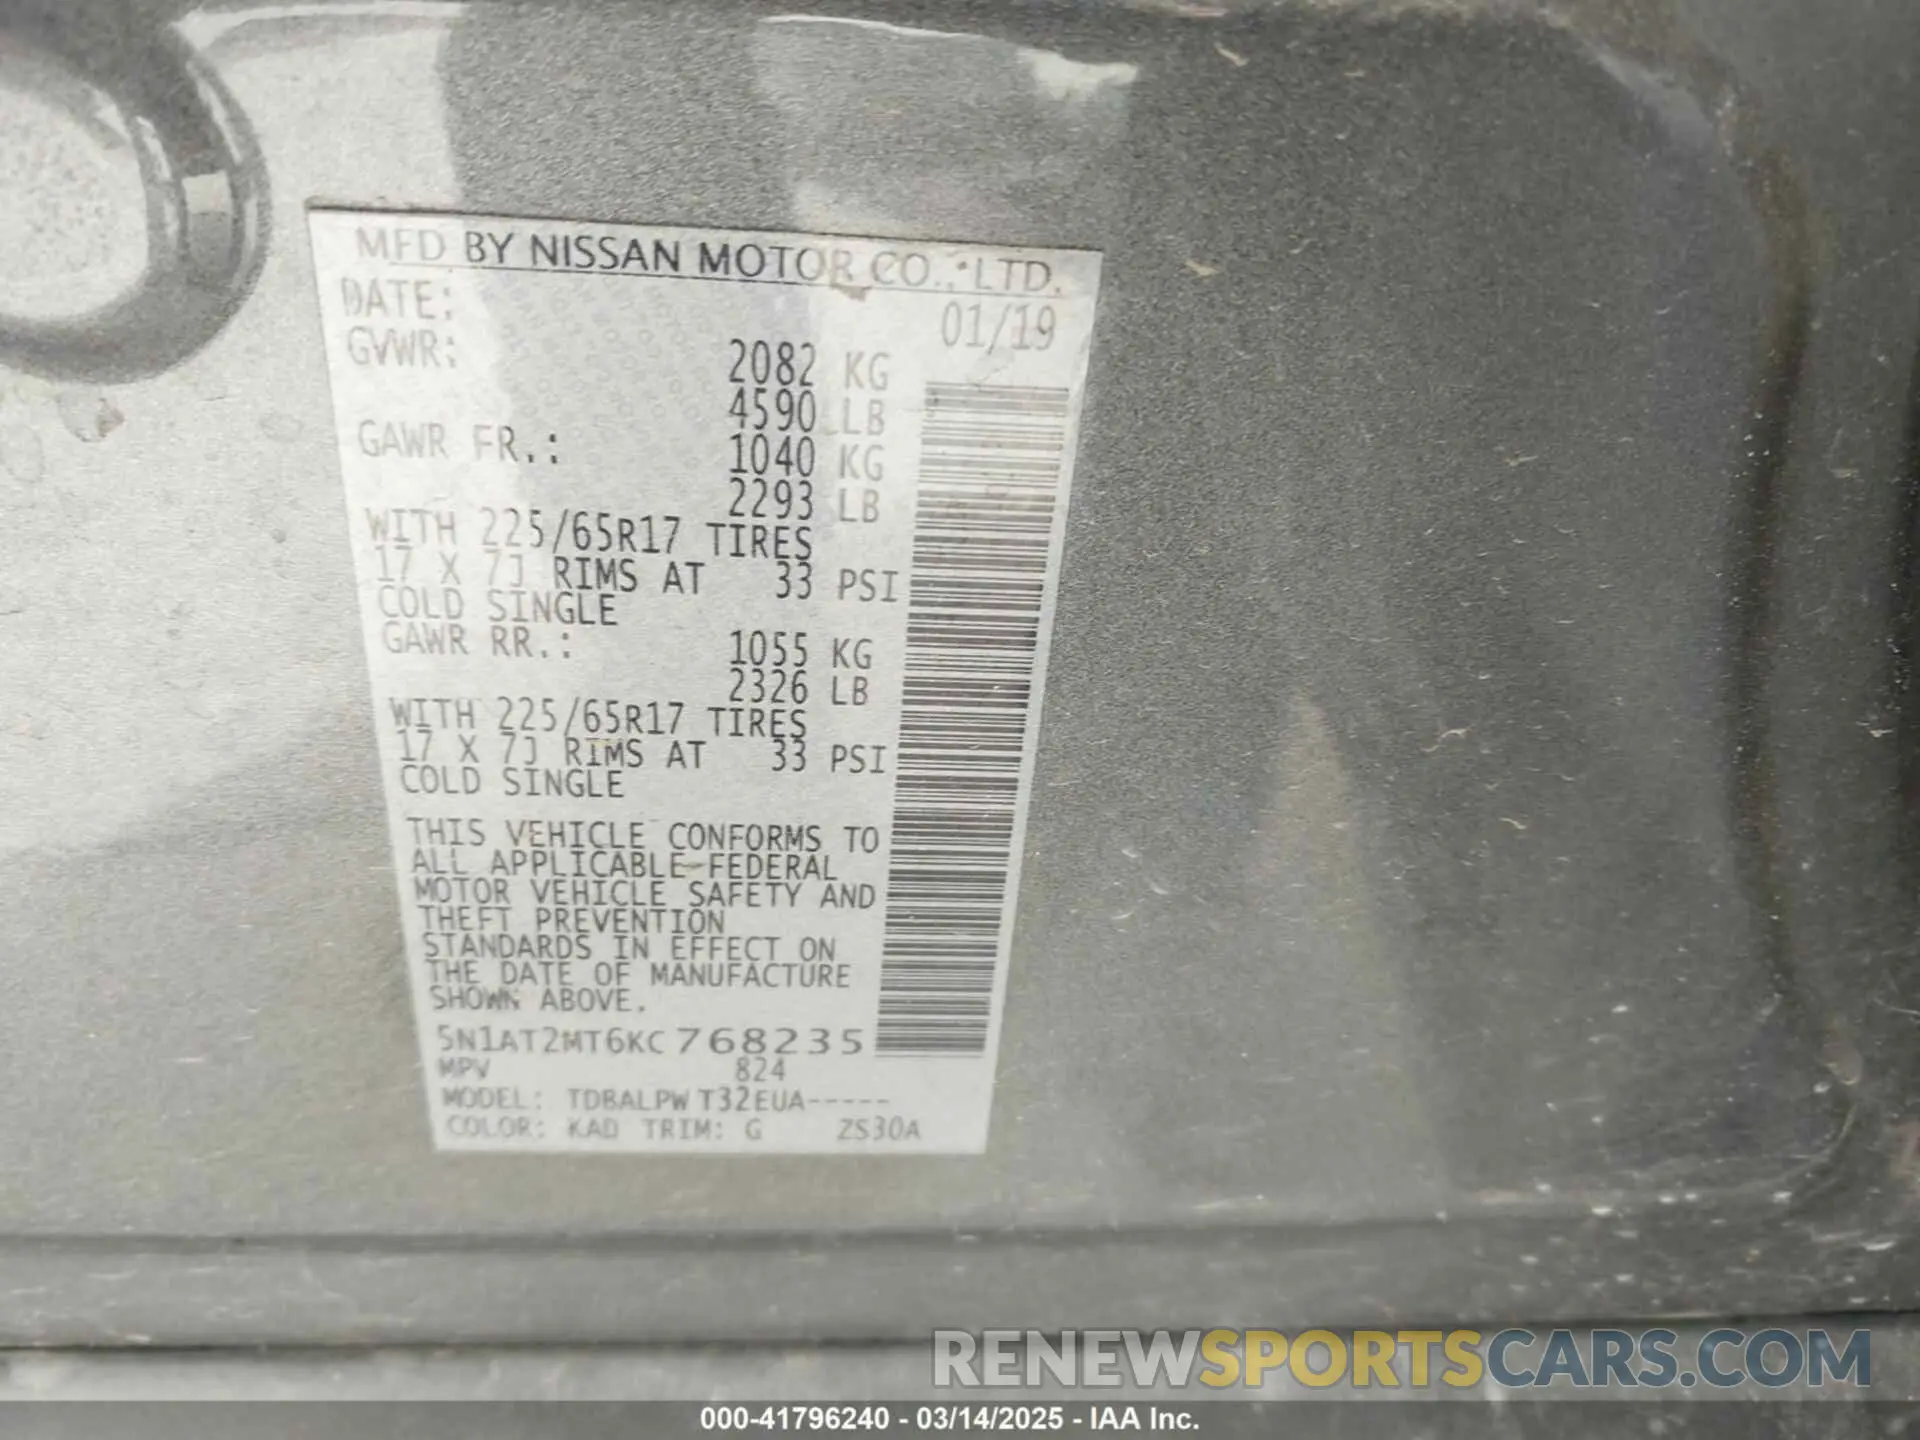 MFD BY NISSAN MOTOR CO., LTD.
DATE: 01/19
GVWR: 2082 KG
4590 LB
GAWR FR.: 1040 KG
2293 LB
WITH 225/65R17 TIRES
17 X 7J RIMS AT 33 PSI
COLD SINGLE
GAWR RR.: 1055 KG
2326 LB
WITH 225/65R17 TIRES
17 X 7J RIMS AT 33 PSI
COLD SINGLE
THIS VEHICLE CONFORMS TO
ALL APPLICABLE FEDERAL
MOTOR VEHICLE SAFETY AND
THEFT PREVENTION
STANDARDS IN EFFECT ON
THE DATE OF MANUFACTURE
SHOWN ABOVE.
5N1AT2MT6KC768235
MPV 824
MODEL: TDBALPW T32EUA-----
COLOR: KAD TRIM: G ZS30A
RENEWSPORTSCARS.COM
000-41796240 - 03/14/2025 - IAA Inc.